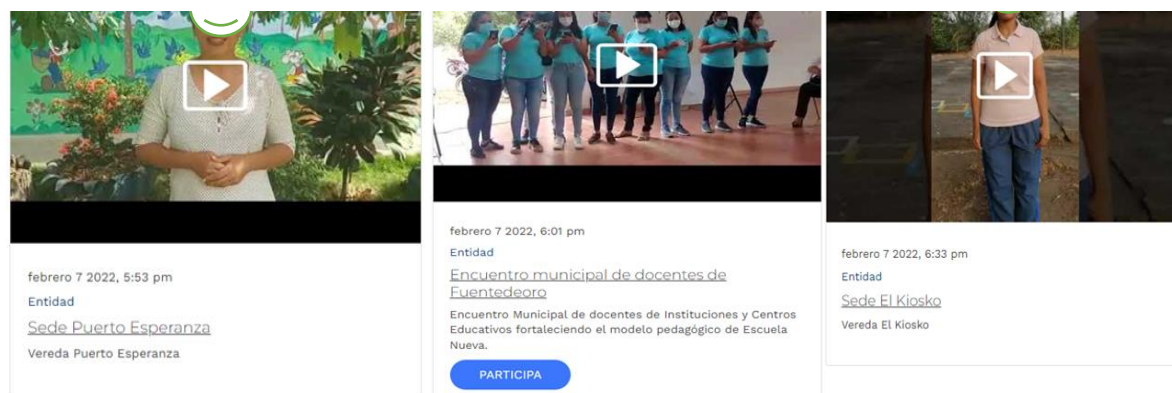 febrero 7 2022, 5:53 pm
Entidad
Sede Puerto Esperanza
Vereda Puerto Esperanza
febrero 7 2022, 6:01 pm
Entidad
Encuentro municipal de docentes de
Fuentedeoro
Encuentro Municipal de docentes de Instituciones y Centros
Educativos fortaleciendo el modelo pedagógico de Escuela
Nueva.
PARTICIPA
febrero 7 2022, 6:33 pm
Entidad
Sede El Kiosko
Vereda El Kiosko